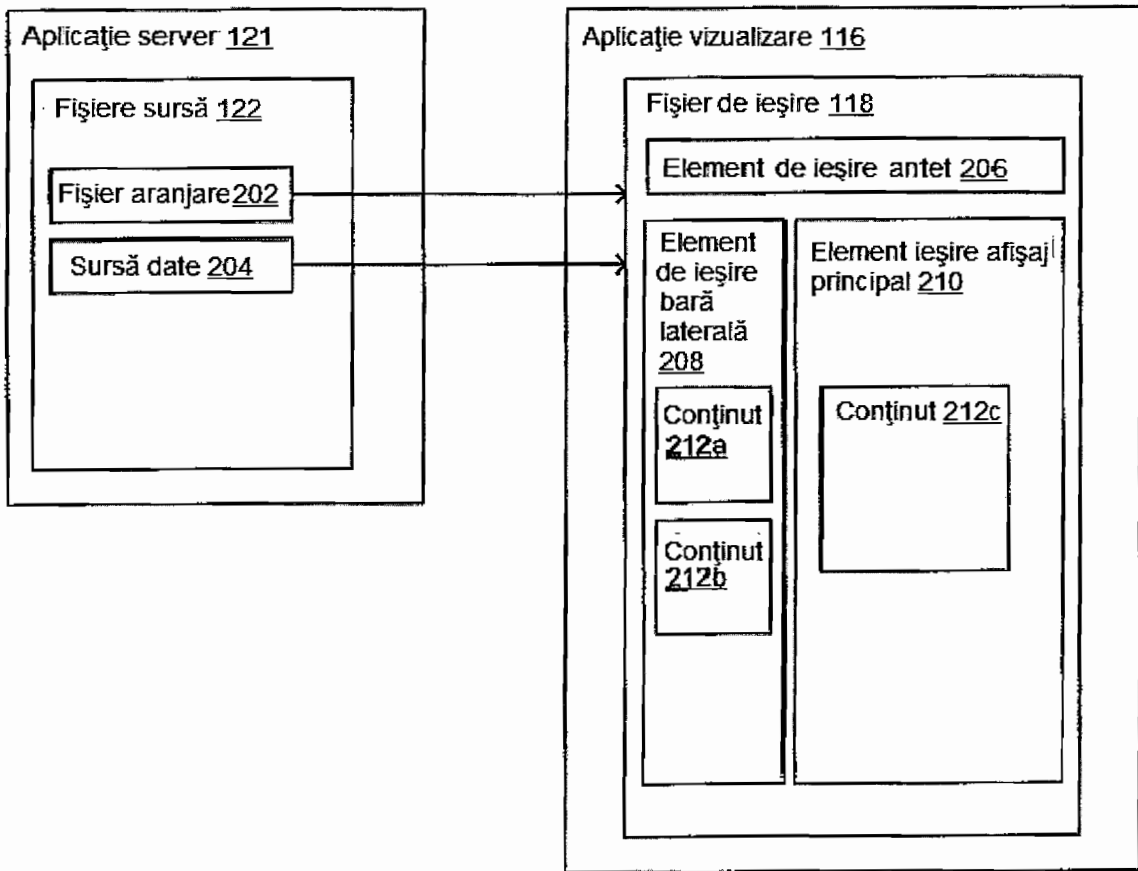 Aplicaţie server 121
Fişiere sursă 122
Fişier aranjare202
Sursă date 204
Aplicaţie vizualizare 116
Fişier de ieşire 118
Element de ieşire antet 206
Element
de ieşire
bară
laterală
208
Conţinut
212a
Conţinut
212b
Element ieşire afişaj
principal 210
Conţinut 212c